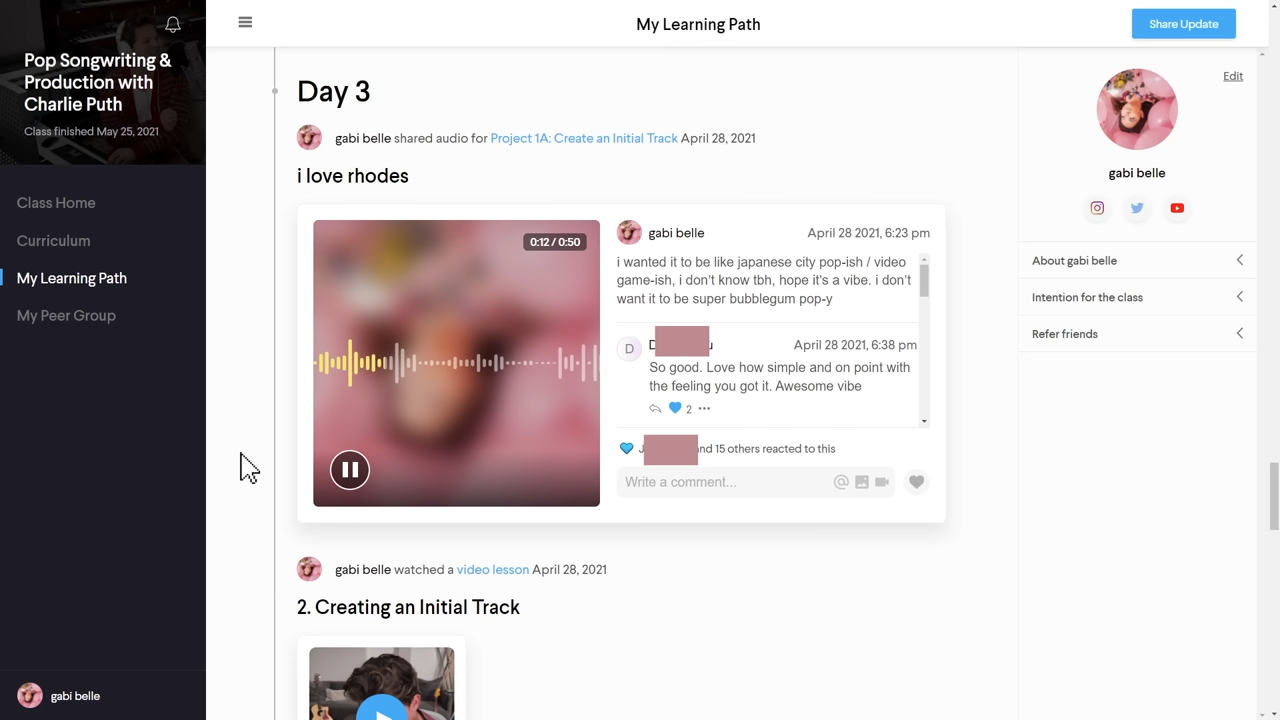 Pop Songwriting &
Production with
Charlie Puth
Class finished May 25, 2021
Class Home
Curriculum
My Learning Path
My Peer Group
gabi belle
My Learning Path
Share Update
Day 3
gabi belle shared audio for Project 1A: Create an Initial Track April 28, 2021
i love rhodes
0:12 / 0:50
gabi belle April 28 2021, 6:23 pm
i wanted it to be like japanese city pop-ish / video
game-ish, i don't know tbh, hope it's a vibe. i don't
want it to be super bubblegum pop-y
D April 28 2021, 6:38 pm
So good. Love how simple and on point with
the feeling you got it. Awesome vibe
2
and 15 others reacted to this
Write a comment...
gabi belle watched a video lesson April 28, 2021
2. Creating an Initial Track
Edit
gabi belle
About gabi belle
Intention for the class
Refer friends